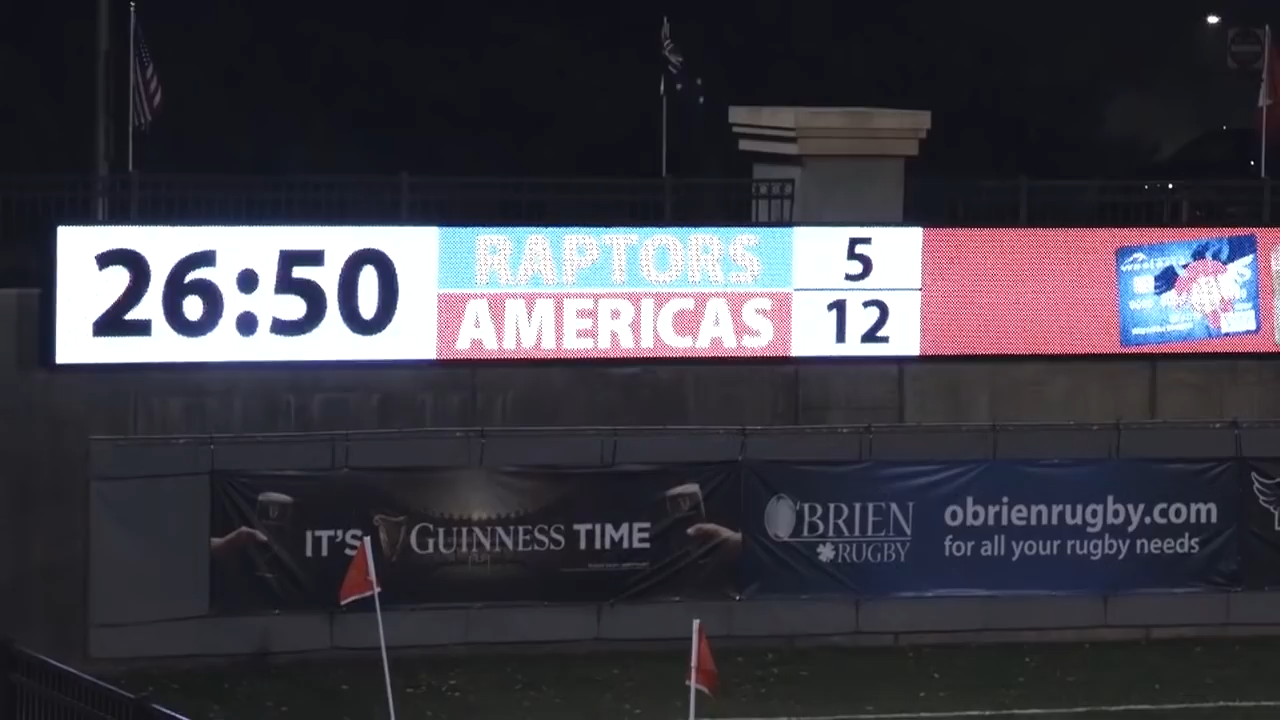 26:50
RAPTORS
5
AMERICAS
12
IT'S GUINNESS TIME
O'BRIEN
RUGBY
obrienrugby.com
for all your rugby needs